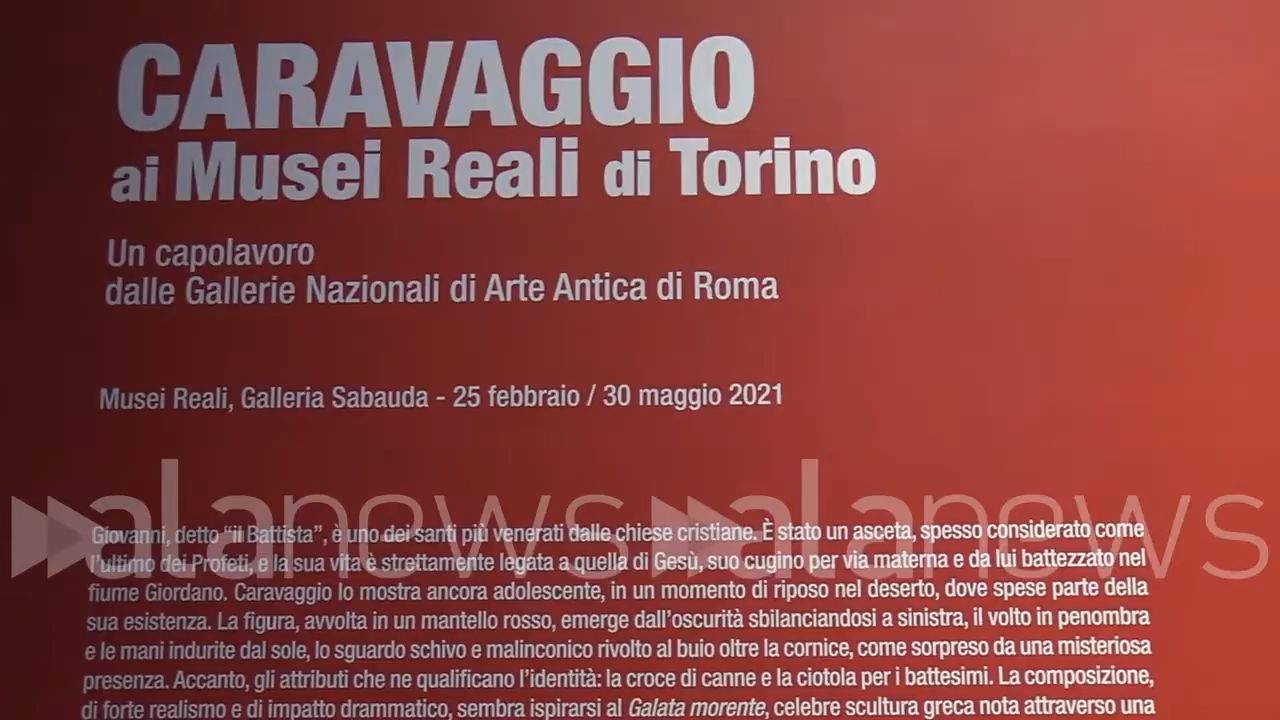 CARAVAGGIO
ai Musei Reali di Torino
Un capolavoro
dalle Gallerie Nazionali di Arte Antica di Roma
Musei Reali, Galleria Sabauda - 25 febbraio / 30 maggio 2021
alanews alanews
Giovanni, detto “il Battista”, è uno dei santi più venerati dalle chiese cristiane. È stato un asceta, spesso considerato come
l’ultimo dei Profeti, e la sua vita è strettamente legata a quella di Gesù, suo cugino per via materna e da lui battezzato nel
fiume Giordano. Caravaggio lo mostra ancora adolescente, in un momento di riposo nel deserto, dove spese parte della
sua esistenza. La figura, avvolta in un mantello rosso, emerge dall’oscurità sbilanciandosi a sinistra, il volto in penombra
e le mani indurite dal sole, lo sguardo schivo e malinconico rivolto al buio oltre la cornice, come sorpreso da una misteriosa
presenza. Accanto, gli attributi che ne qualificano l’identità: la croce di canne e la ciotola per i battesimi. La composizione,
di forte realismo e di impatto drammatico, sembra ispirarsi al Galata morente, celebre scultura greca nota attraverso una